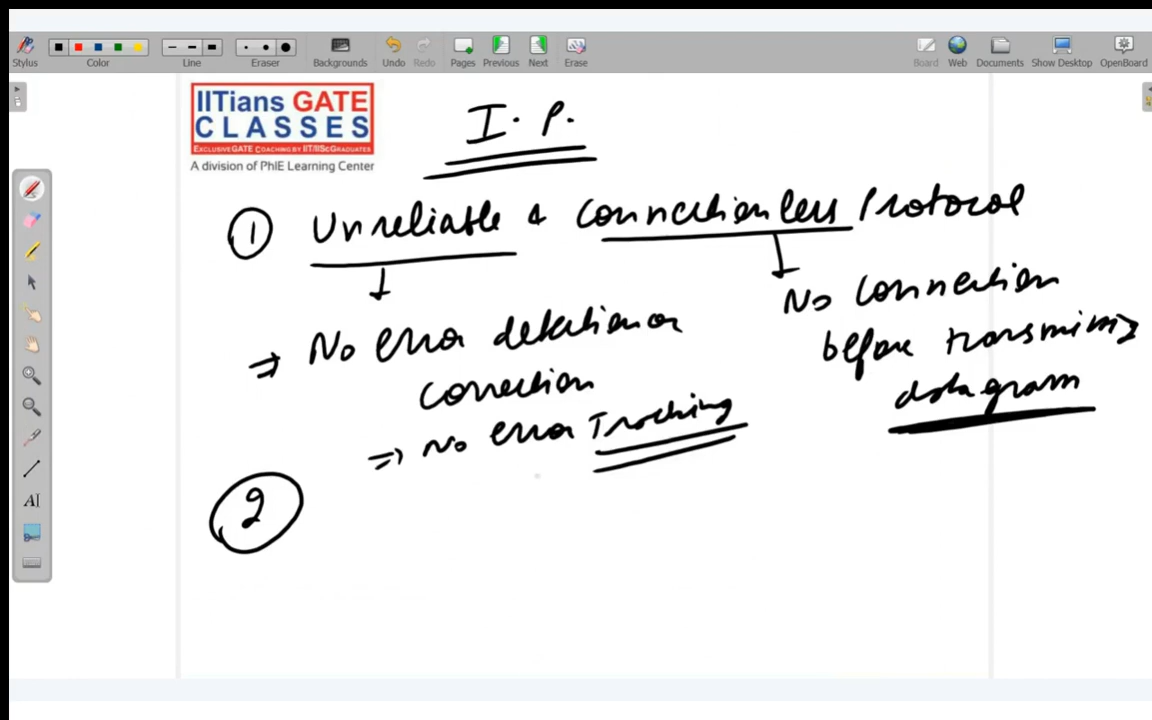 Stylus
Color
Line
Eraser
Backgrounds
Undo
Redo
Pages
Previous
Next
Erase
Board
Web
Documents
Show Desktop
OpenBoard
IITians GATE
CLASSES
EXCLUSIVE GATE COACHING BY IIT/IISc GRADUATES
A division of PhIE Learning Center
I.P.
① Unreliable & Connectionless Protocol
⇒ No error detection or
correction
⇒ No error Tracking
No connection
before transmitting
datagram
②
AI